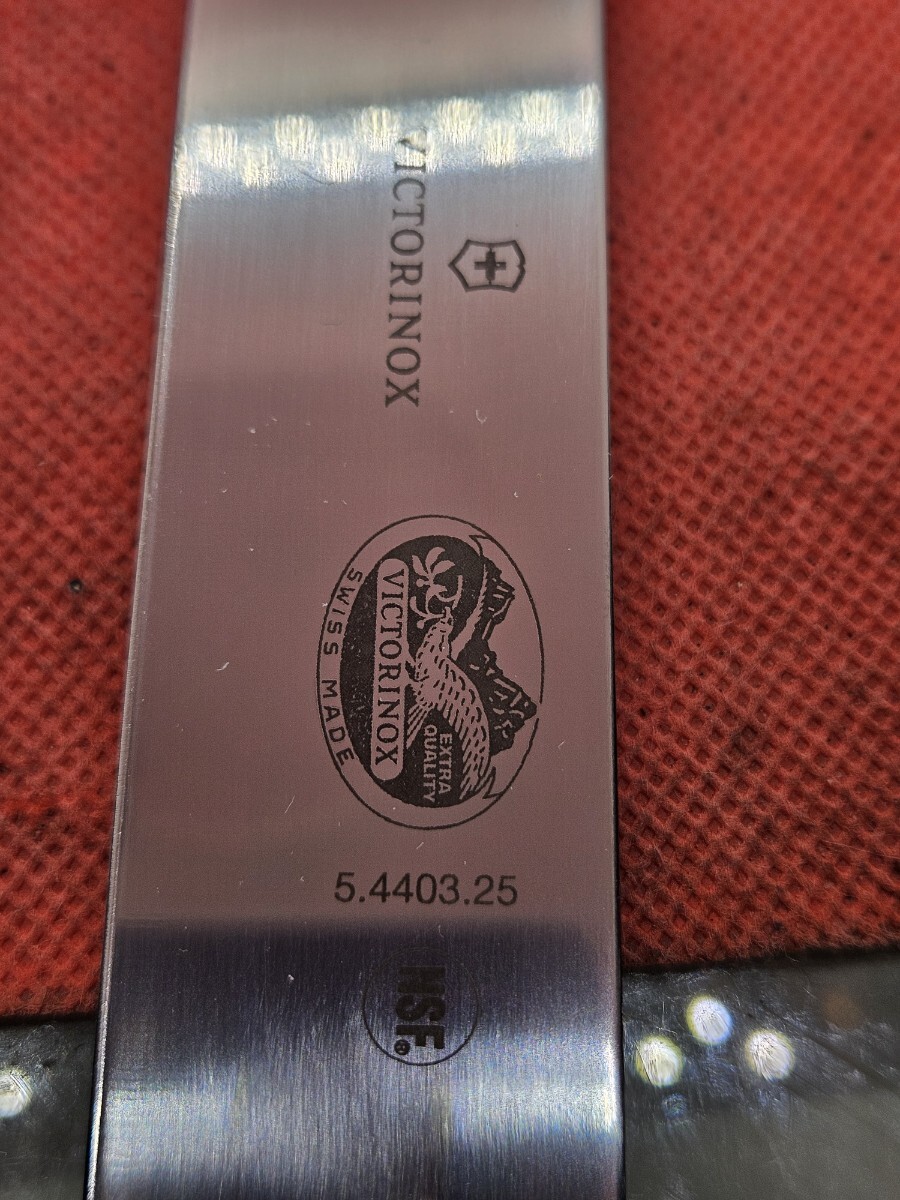 VICTORINOX
SWISS MADE
VICTORINOX
EXTRA
QUALITY
5.4403.25
NSF®